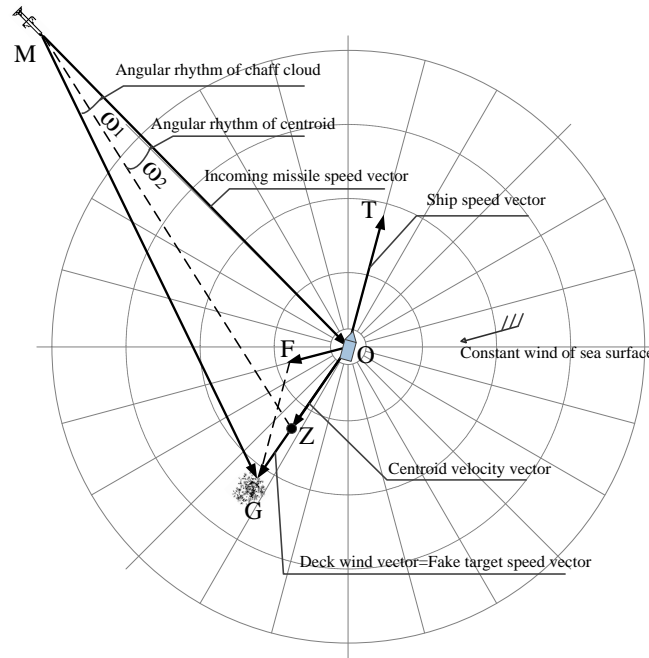 M
Angular rhythm of chaff cloud
ω1
Angular rhythm of centroid
ω2
Incoming missile speed vector
T
Ship speed vector
F
O
Constant wind of sea surface
Z
Centroid velocity vector
G
Deck wind vector=Fake target speed vector